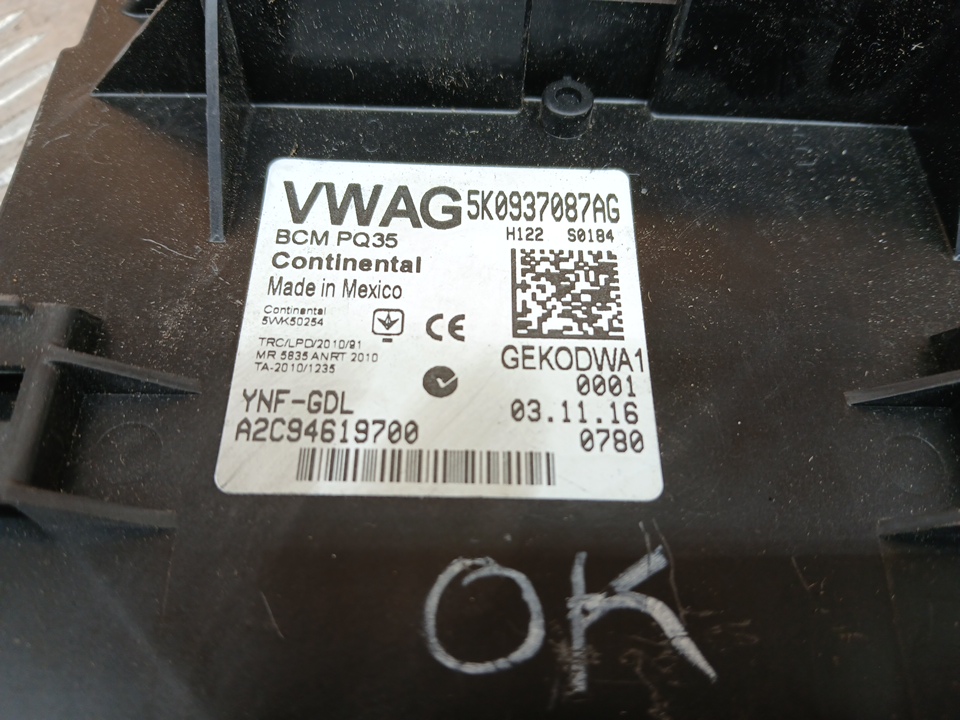 VWAG 5K0937087AG
BCM PQ35 H122 S0184
Continental
Made in Mexico
Continental
5WK50254
CE
TRC/LPD/2010/91
MR 5835 ANRT 2010
TA-2010/1235
GEKODWA1
0001
YNF-GDL 03.11.16
A2C94619700 0780
OK